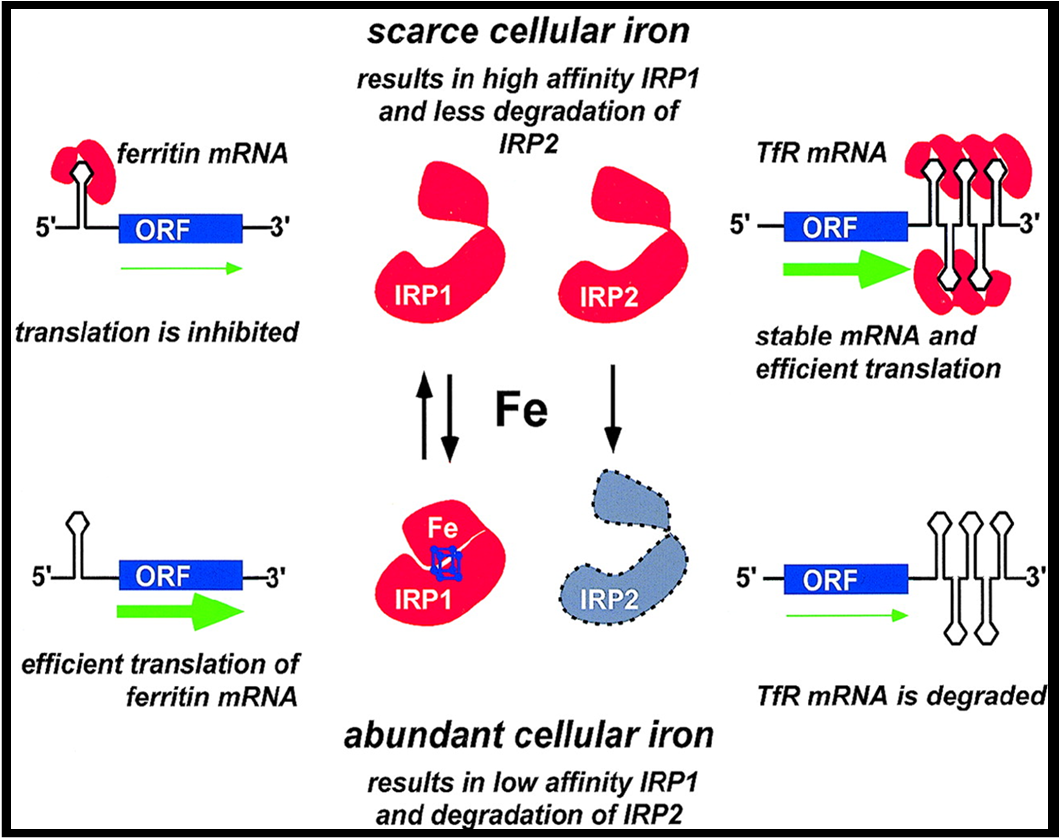 scarce cellular iron
results in high affinity IRP1
and less degradation of
IRP2
ferritin mRNA
5'
ORF
3'
translation is inhibited
IRP1
IRP2
TfR mRNA
5'
ORF
3'
stable mRNA and
efficient translation
Fe
5'
ORF
3'
efficient translation of
ferritin mRNA
Fe
IRP1
IRP2
5'
ORF
3'
TfR mRNA is degraded
abundant cellular iron
results in low affinity IRP1
and degradation of IRP2